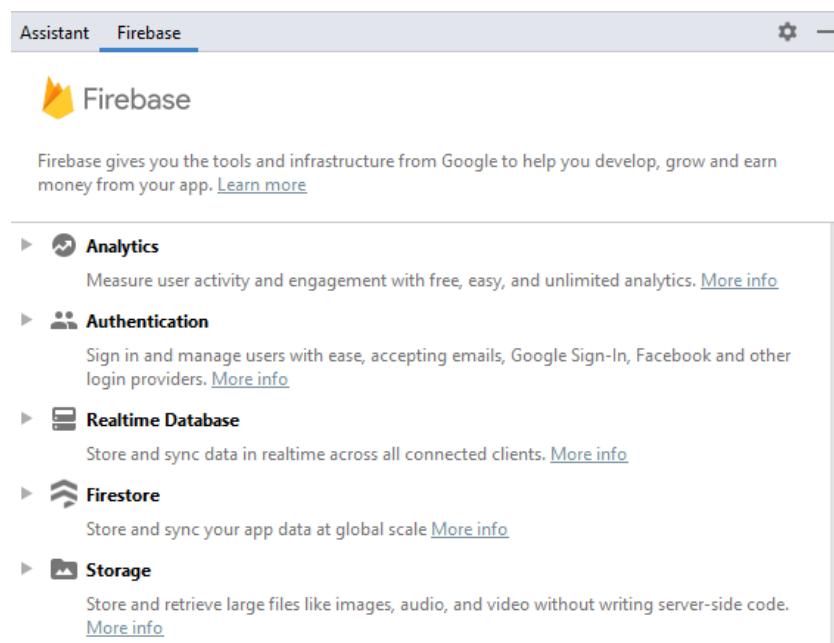 Assistant Firebase
Firebase
Firebase gives you the tools and infrastructure from Google to help you develop, grow and earn
money from your app. Learn more
Analytics
Measure user activity and engagement with free, easy, and unlimited analytics. More info
Authentication
Sign in and manage users with ease, accepting emails, Google Sign-In, Facebook and other
login providers. More info
Realtime Database
Store and sync data in realtime across all connected clients. More info
Firestore
Store and sync your app data at global scale More info
Storage
Store and retrieve large files like images, audio, and video without writing server-side code.
More info